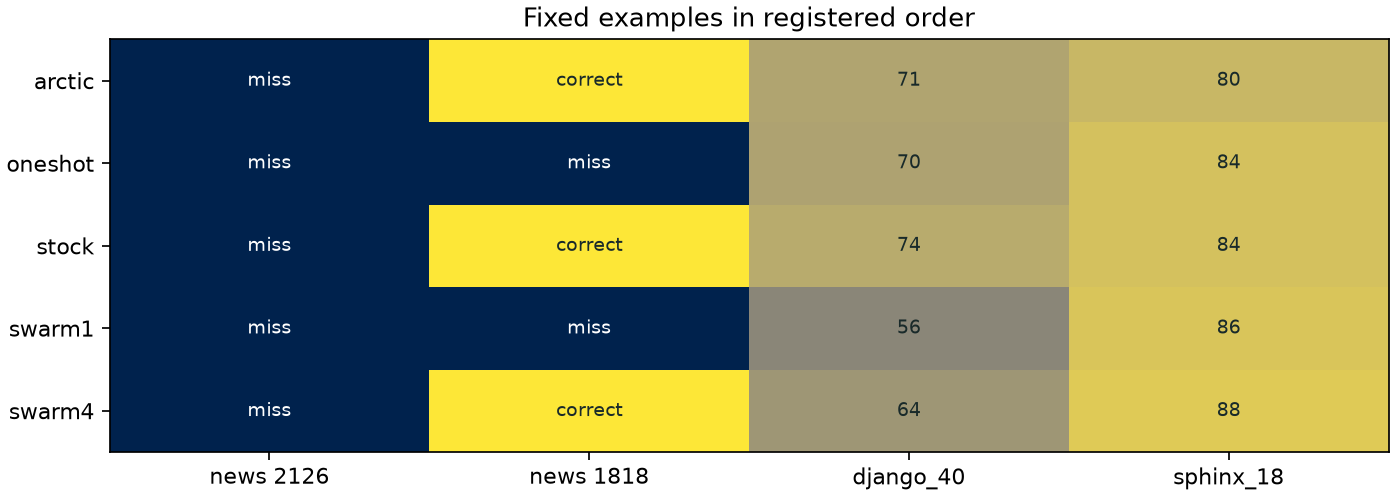 Fixed examples in registered order
arctic miss correct 71 80
oneshot miss miss 70 84
stock miss correct 74 84
swarm1 miss miss 56 86
swarm4 miss correct 64 88
news 2126 news 1818 django_40 sphinx_18